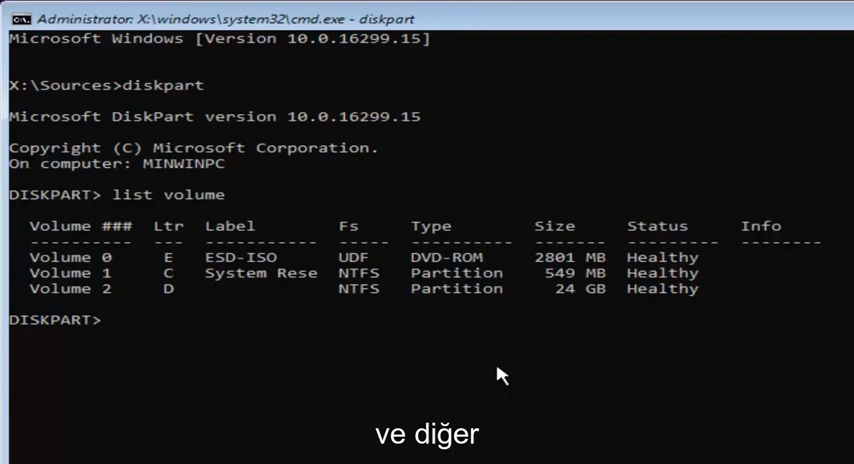 Administrator: X:\windows\system32\cmd.exe - diskpart
Microsoft Windows [Version 10.0.16299.15]
X:\Sources>diskpart
Microsoft DiskPart version 10.0.16299.15
Copyright (C) Microsoft Corporation.
On computer: MINWINPC
DISKPART> list volume
Volume ###  Ltr  Label        Fs     Type        Size     Status     Info
----------  ---  -----------  -----  ----------  -------  ---------  --------
Volume 0     E   ESD-ISO      UDF    DVD-ROM     2801 MB  Healthy
Volume 1     C   System Rese  NTFS   Partition    549 MB  Healthy
Volume 2     D                NTFS   Partition     24 GB  Healthy
DISKPART>
ve diğer